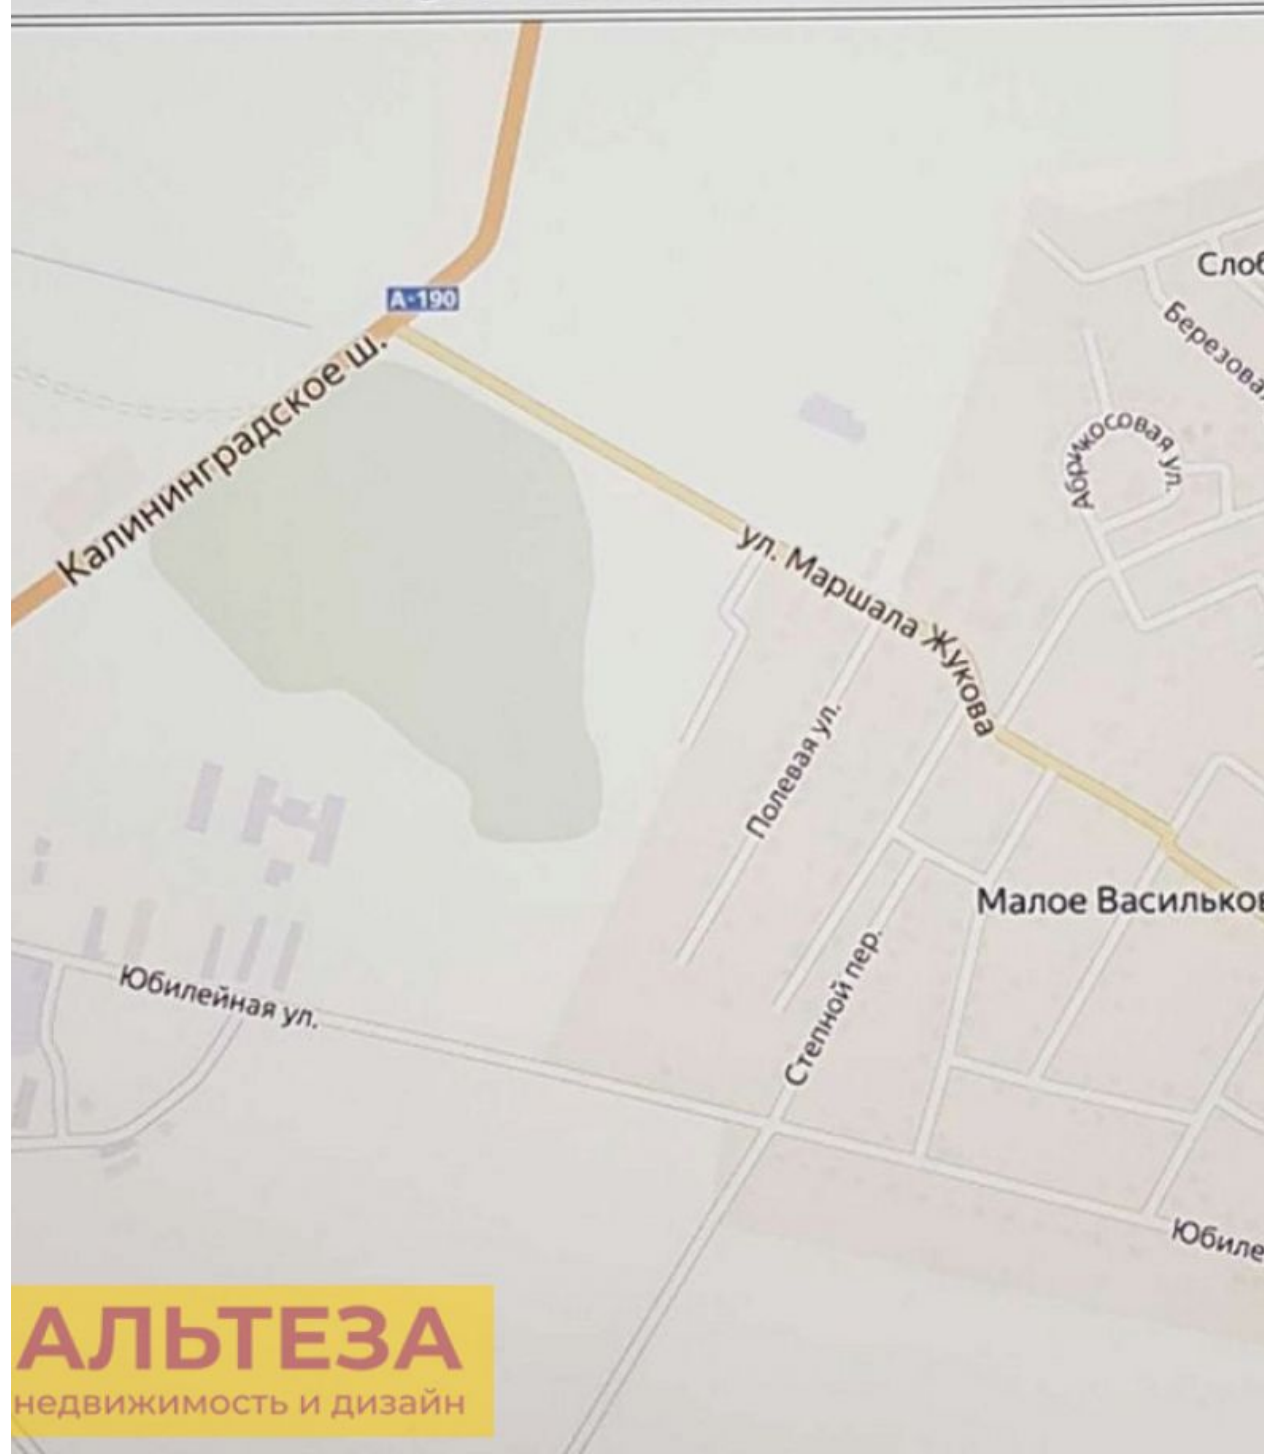 А-190
Калининградское ш.
Слоб
Березовая
Абрикосовая ул.
ул. Маршала Жукова
Полевая ул.
Малое Васильков
Степной пер.
Юбилейная ул.
Юбиле
АЛЬТЕЗА
недвижимость и дизайн